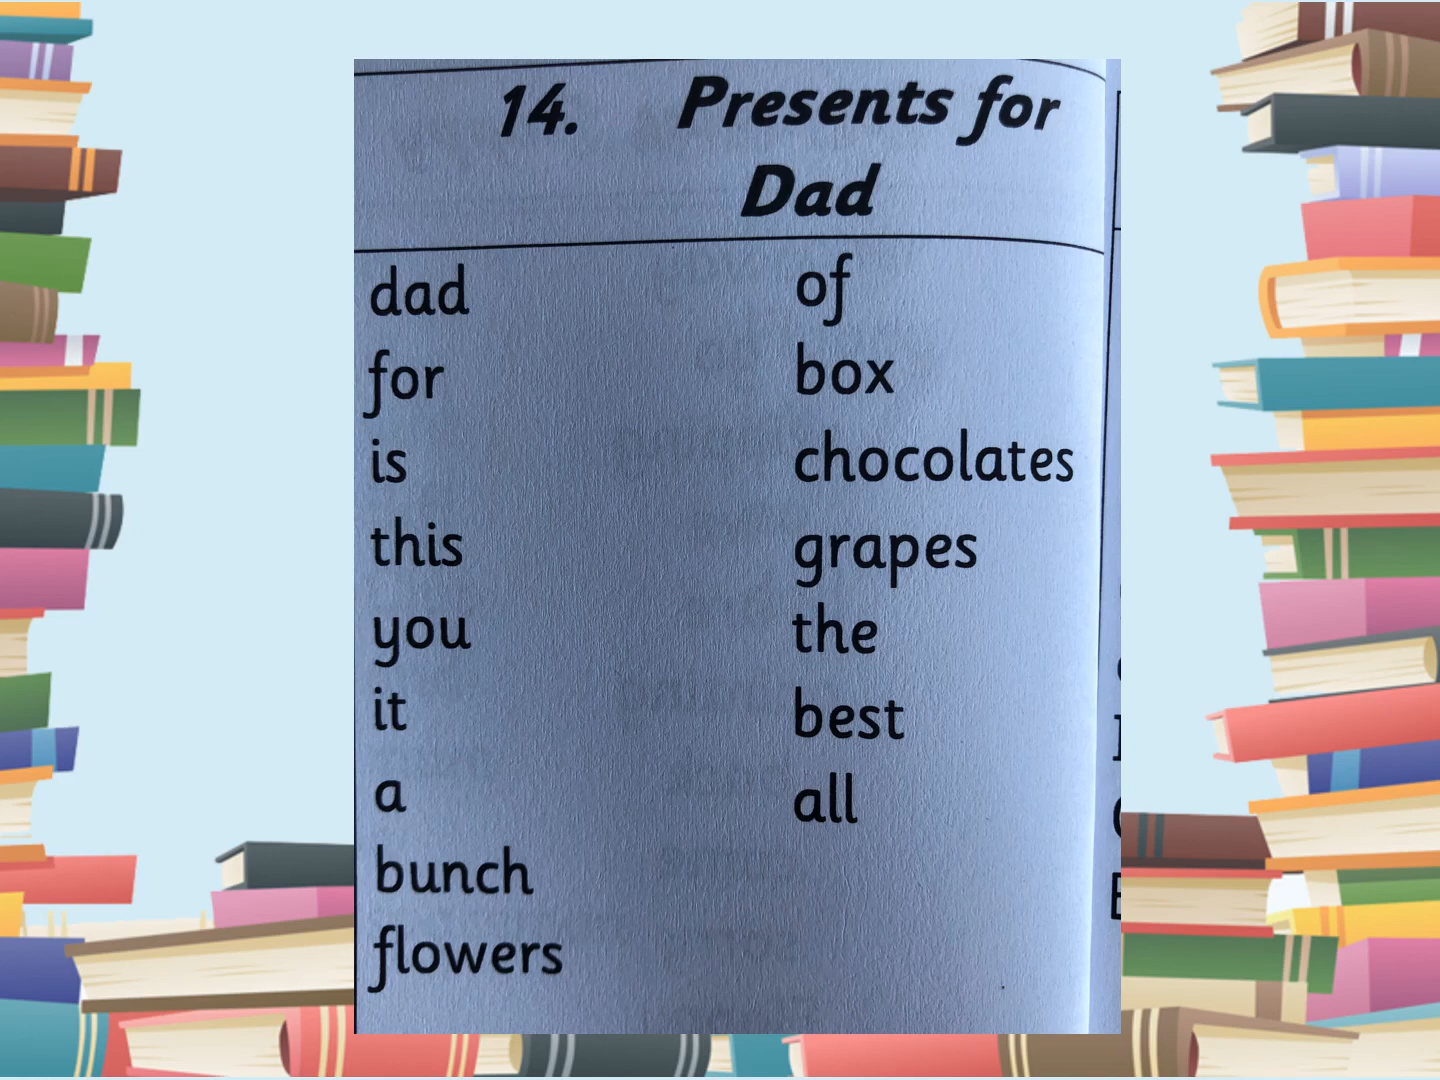 14. Presents for
Dad
dad
for
is
this
you
it
a
bunch
flowers
of
box
chocolates
grapes
the
best
all